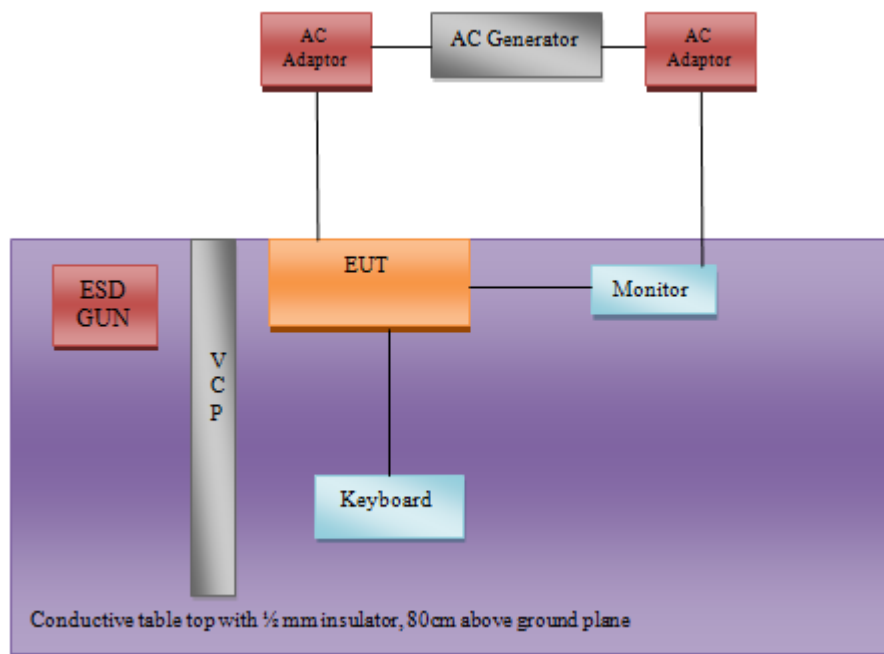 AC
Adaptor
AC Generator
AC
Adaptor
EUT
ESD
GUN
Monitor
V
C
P
Keyboard
Conductive table top with ½ mm insulator, 80cm above ground plane